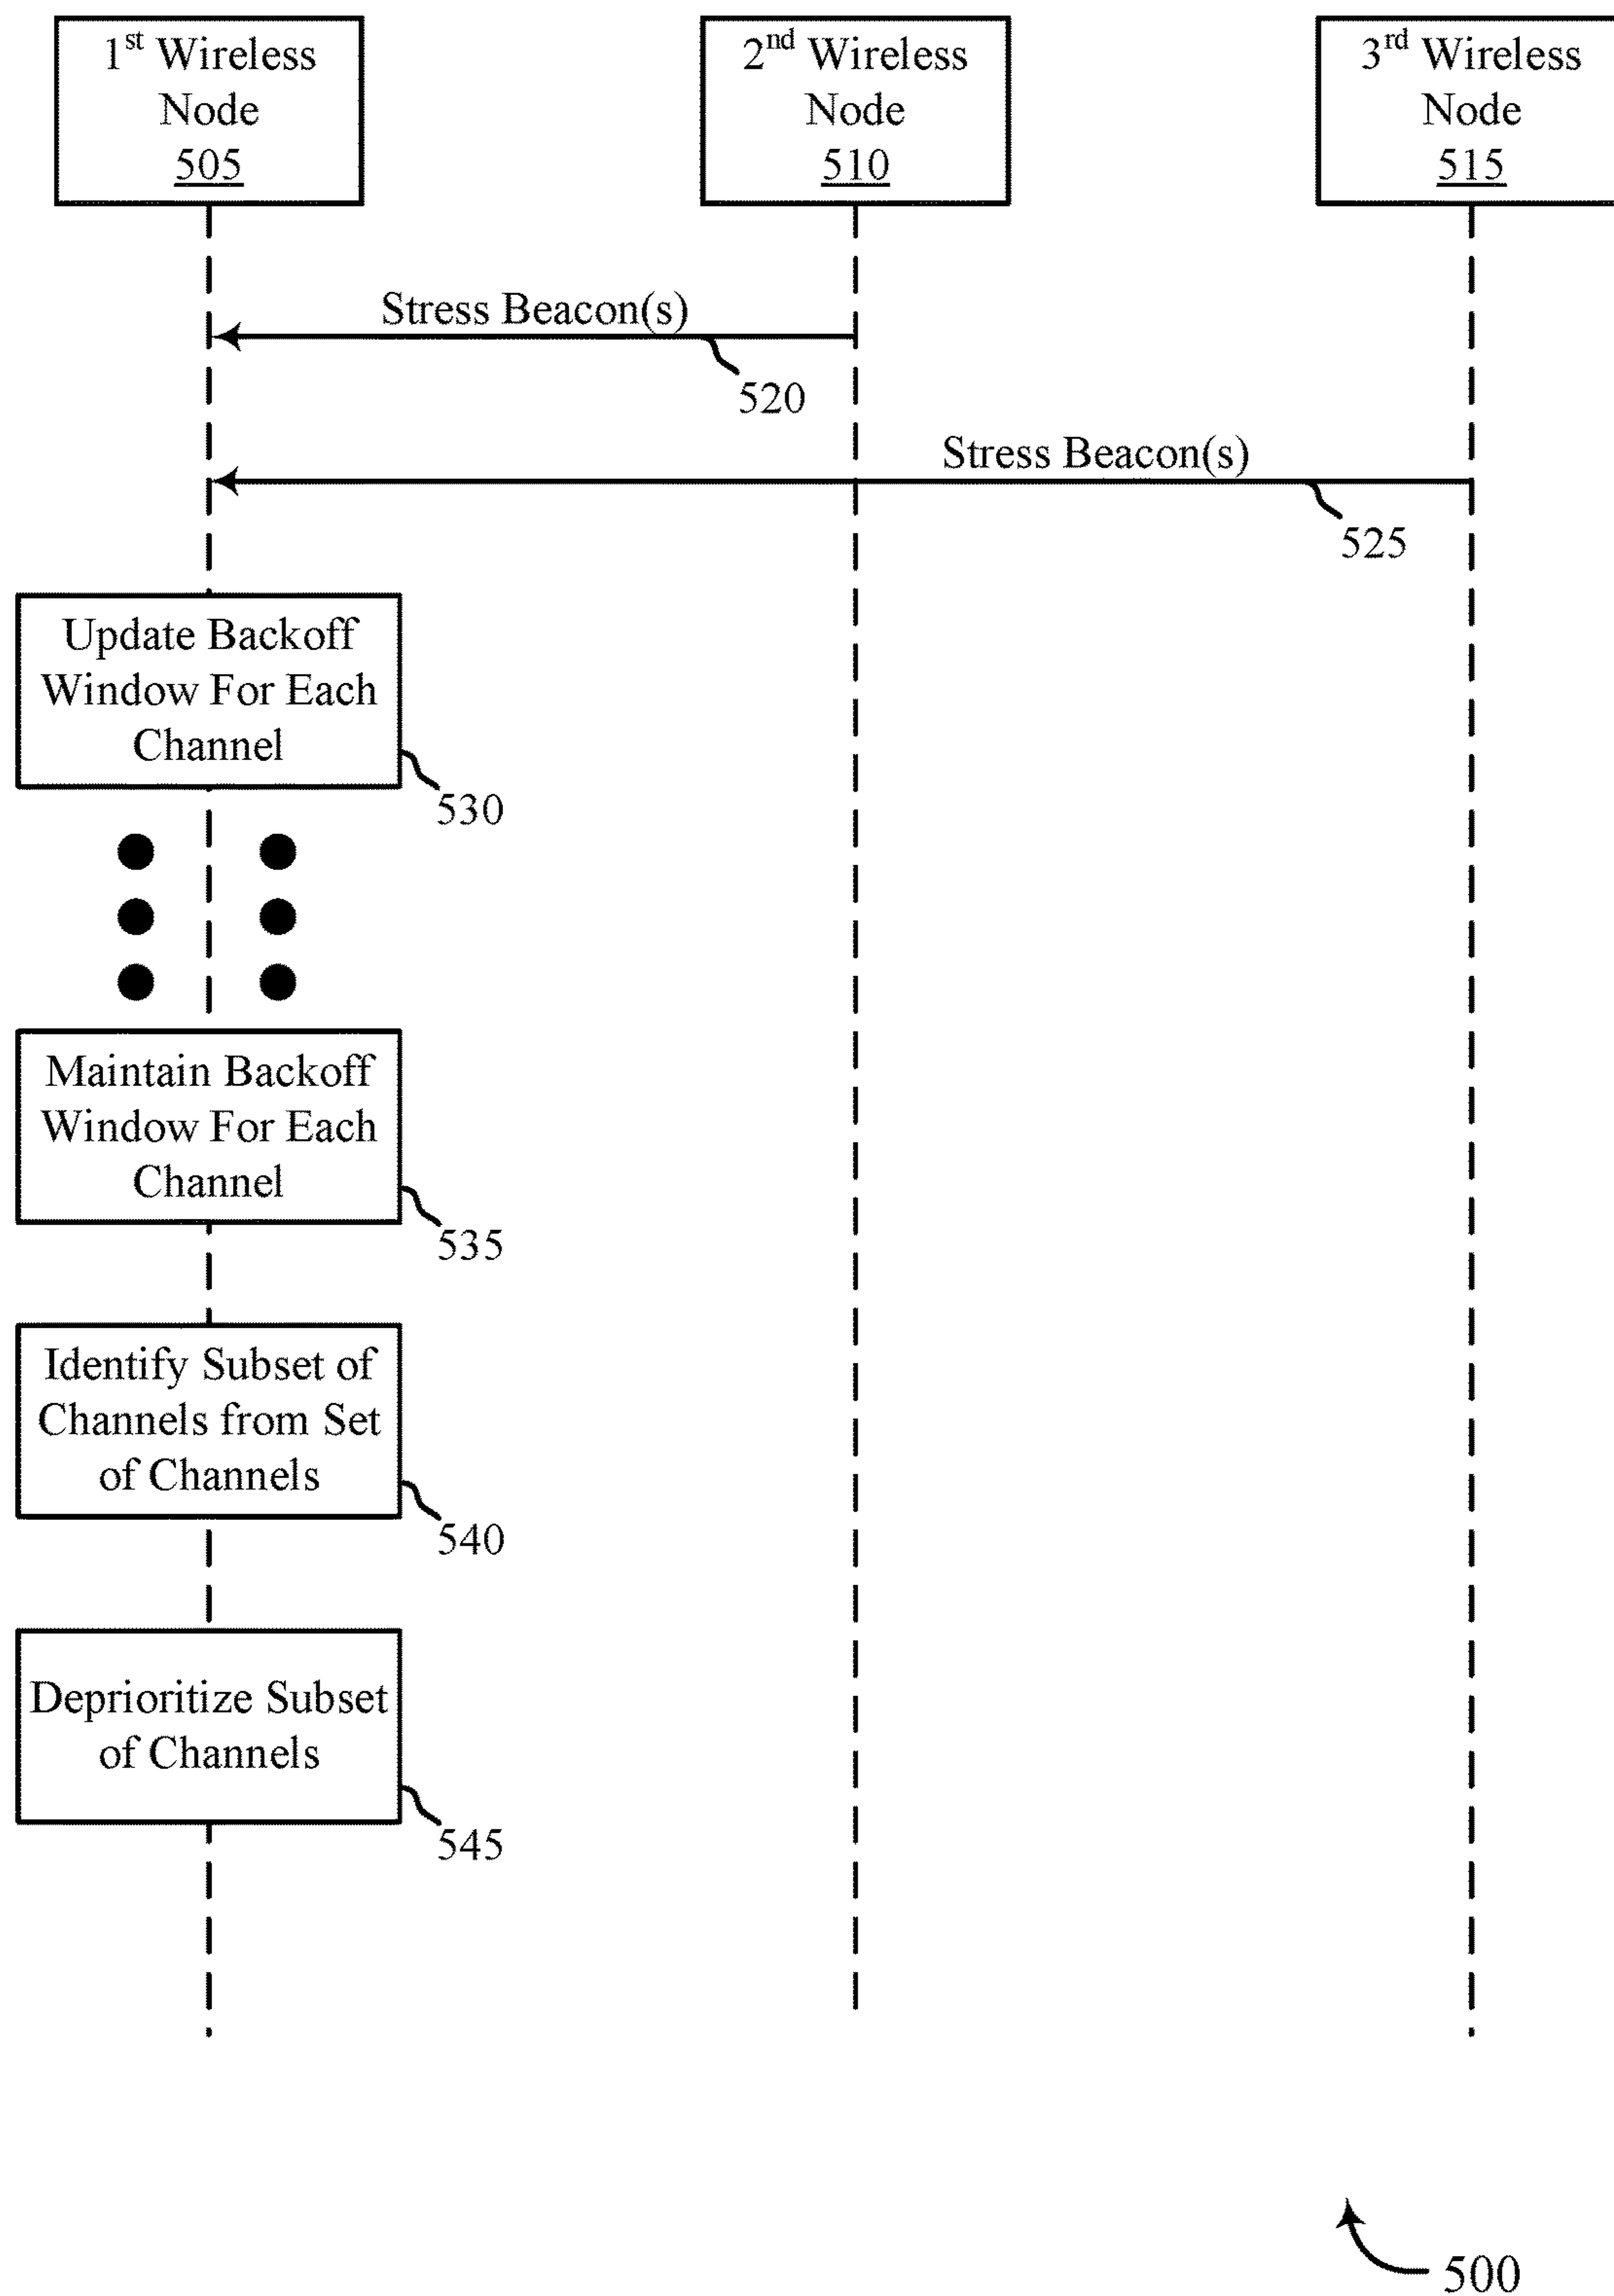 1st Wireless
Node
505
2nd Wireless
Node
510
3rd Wireless
Node
515
Stress Beacon(s)
520
Stress Beacon(s)
525
Update Backoff
Window For Each
Channel
530
Maintain Backoff
Window For Each
Channel
535
Identify Subset of
Channels from Set
of Channels
540
Deprioritize Subset
of Channels
545
500